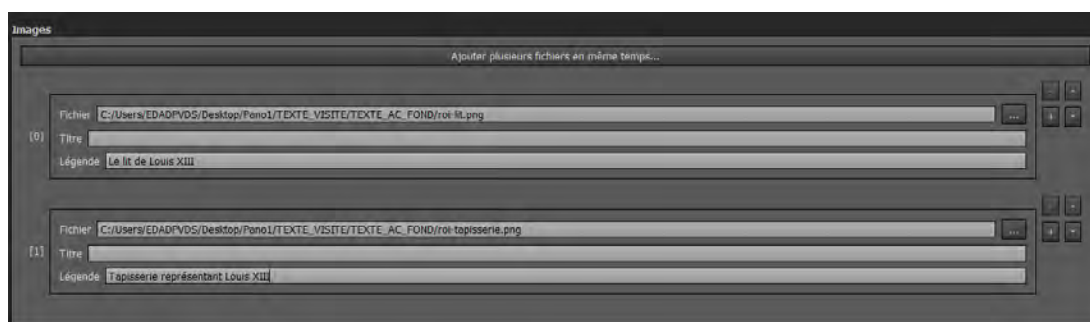 Images
Ajouter plusieurs fichiers en même temps...
Fichier C:/Users/EDADPVDS/Desktop/Pano1/TEXTE_VISITE/TEXTE_AC_FOND/roi-lit.png ...
[0] Titre
Légende Le lit de Louis XIII
Fichier C:/Users/EDADPVDS/Desktop/Pano1/TEXTE_VISITE/TEXTE_AC_FOND/roi-tapisserie.png ...
[1] Titre
Légende Tapisserie représentant Louis XIII